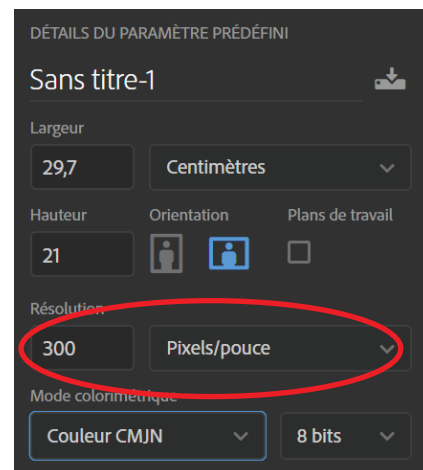 DÉTAILS DU PARAMÈTRE PRÉDÉFINI
Sans titre-1
Largeur
29,7 Centimètres
Hauteur Orientation Plans de travail
21
Résolution
300 Pixels/pouce
Mode colorimétrique
Couleur CMJN 8 bits